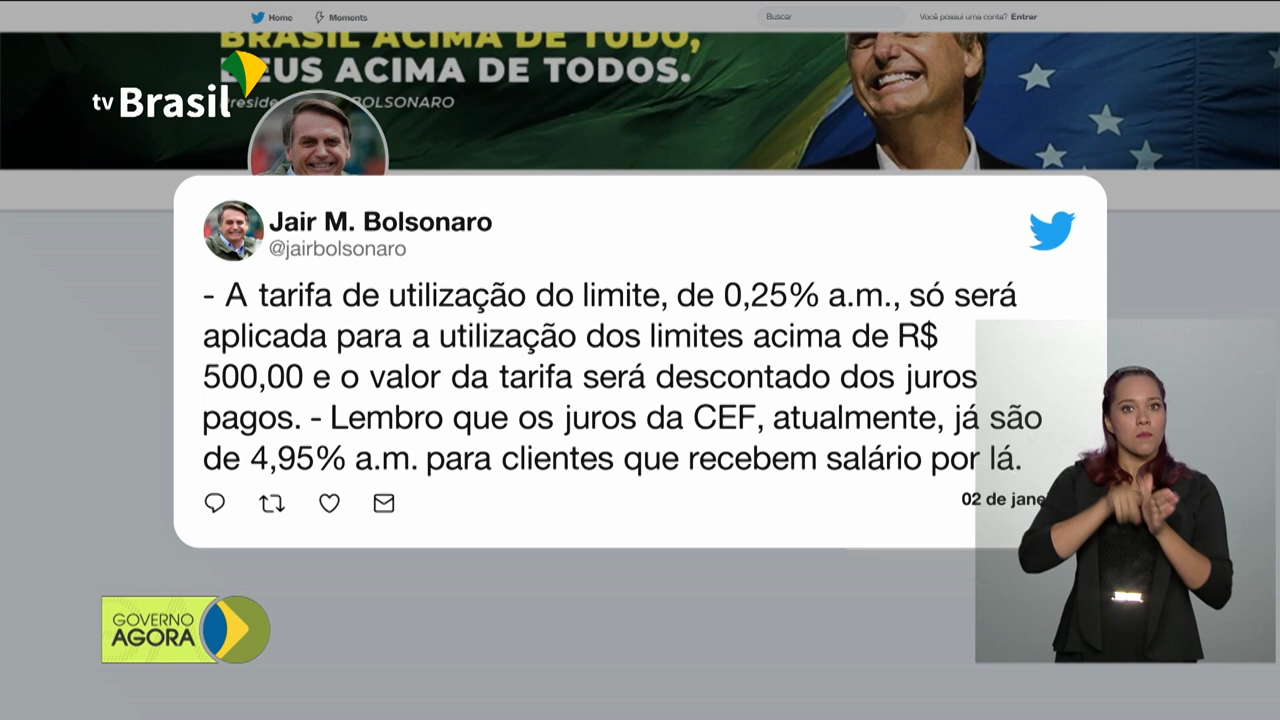 Home
Moments
Buscar
Você possui uma conta? Entrar
BRASIL ACIMA DE TUDO,
DEUS ACIMA DE TODOS.
BOLSONARO
tv Brasil
Jair M. Bolsonaro
@jairbolsonaro
- A tarifa de utilização do limite, de 0,25% a.m., só será
aplicada para a utilização dos limites acima de R$
500,00 e o valor da tarifa será descontado dos juros
pagos. - Lembro que os juros da CEF, atualmente, já são
de 4,95% a.m. para clientes que recebem salário por lá.
02 de jane
GOVERNO
AGORA